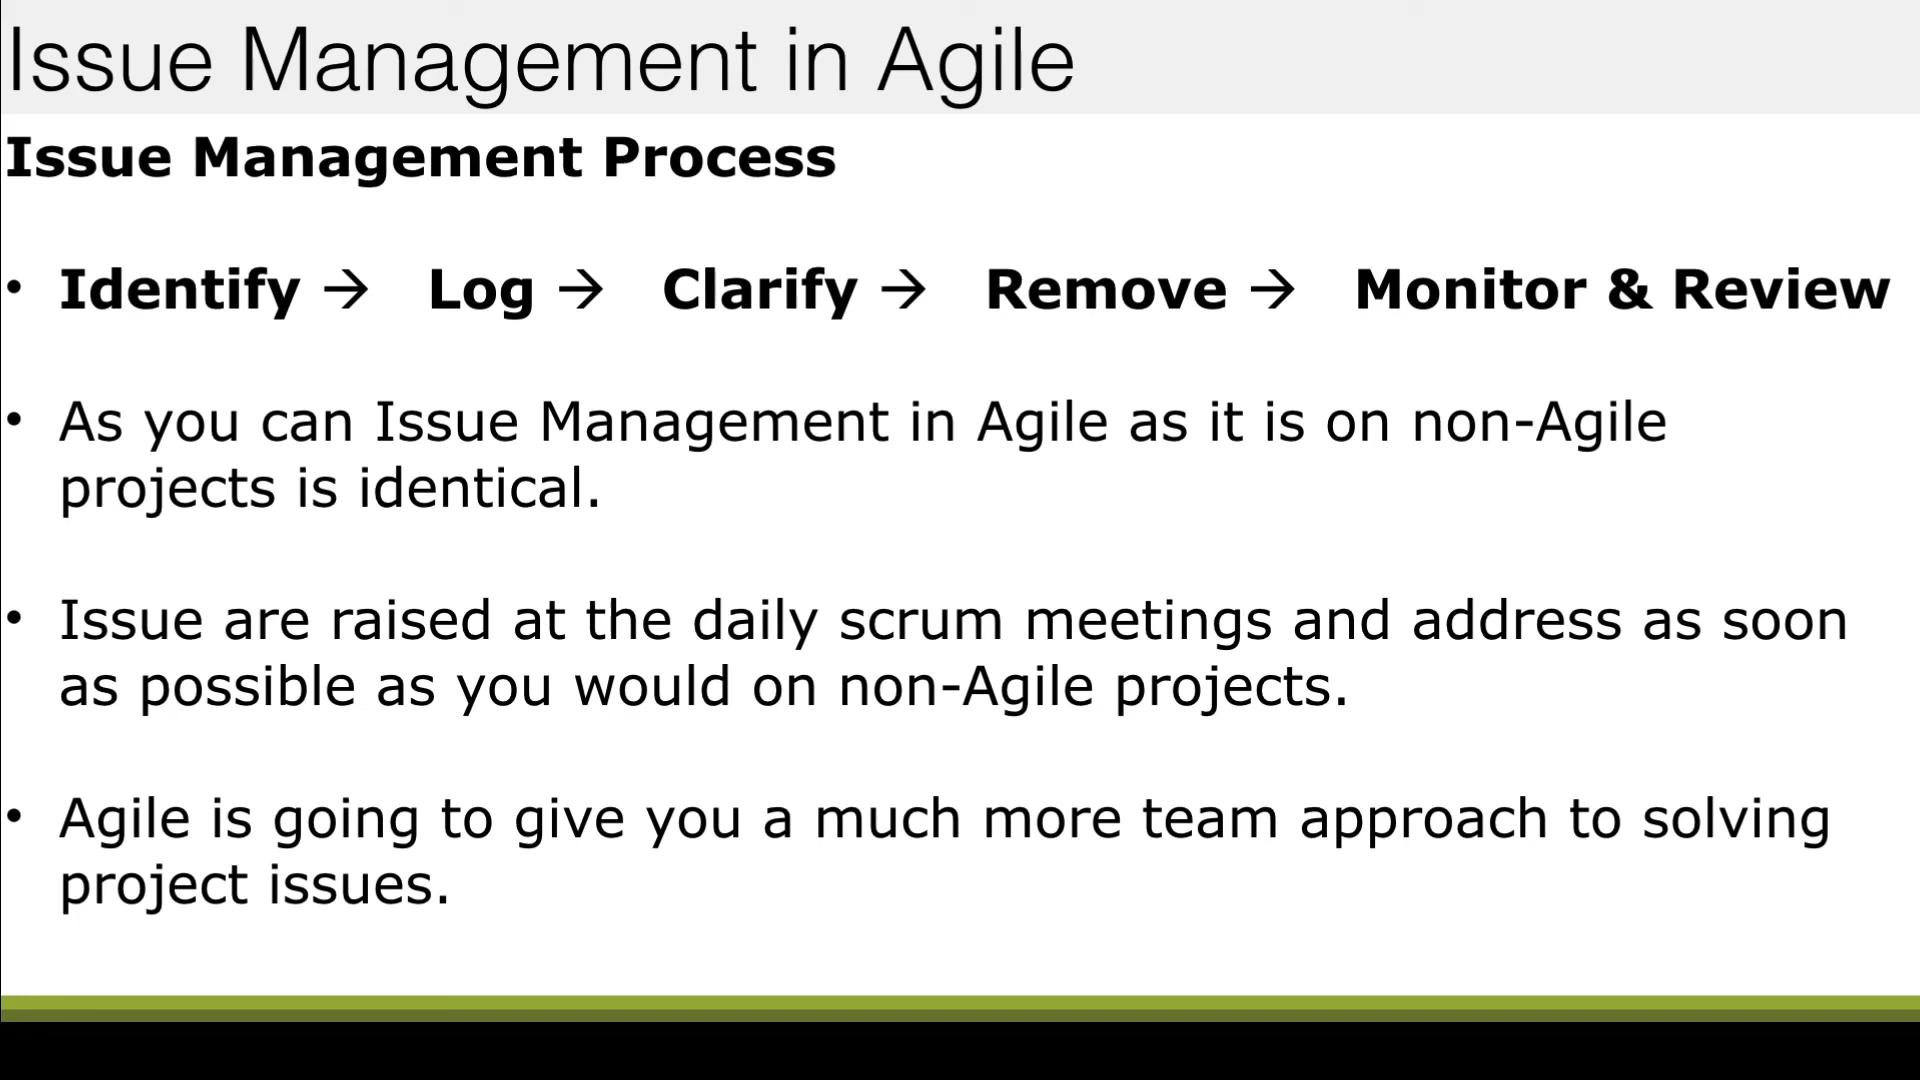 Issue Management in Agile
Issue Management Process
• Identify → Log → Clarify → Remove → Monitor & Review
• As you can Issue Management in Agile as it is on non-Agile
projects is identical.
• Issue are raised at the daily scrum meetings and address as soon
as possible as you would on non-Agile projects.
• Agile is going to give you a much more team approach to solving
project issues.